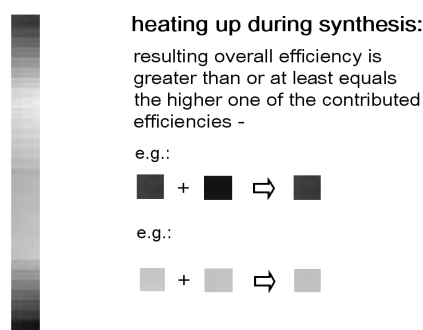 heating up during synthesis:
resulting overall efficiency is
greater than or at least equals
the higher one of the contributed
efficiencies -
e.g.:
+
e.g.:
+